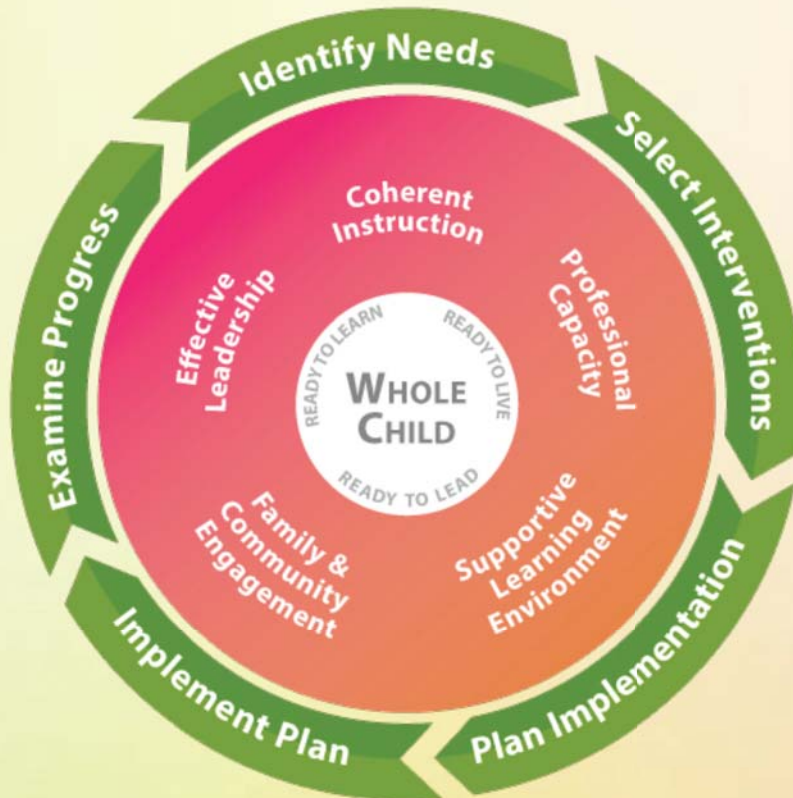 Identify Needs
Select Interventions
Plan Implementation
Implement Plan
Examine Progress
Coherent
Instruction
Professional
Capacity
Supportive
Learning
Environment
Family &
Community
Engagement
Effective
Leadership
READY TO LEARN
READY TO LIVE
READY TO LEAD
WHOLE
CHILD